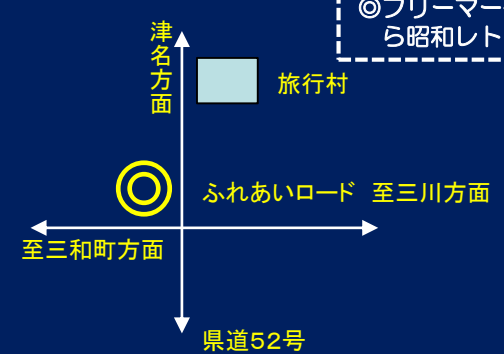 ◎フリーマー
ら昭和レト
津名方面
旅行村
ふれあいロード 至三川方面
至三和町方面
県道52号